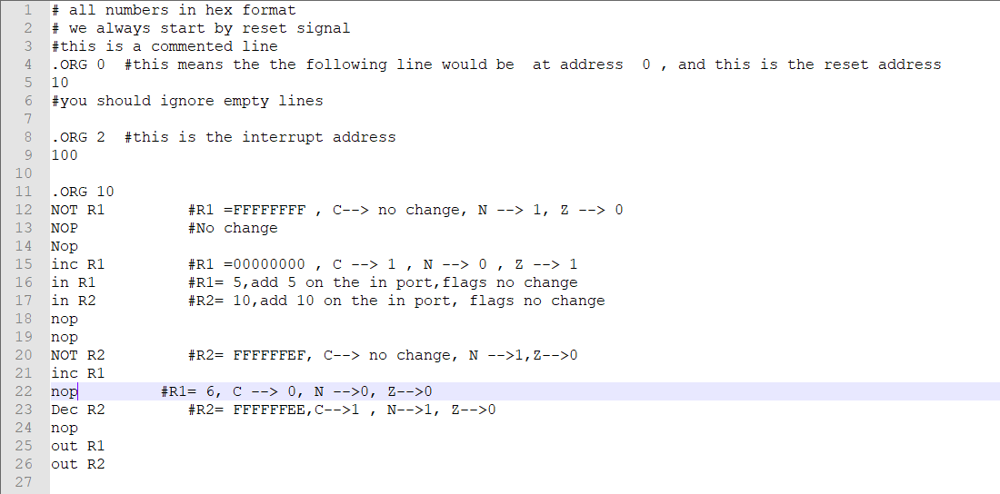 1 # all numbers in hex format
2 # we always start by reset signal
3 #this is a commented line
4 .ORG 0  #this means the the following line would be  at address  0 , and this is the reset address
5 10
6 #you should ignore empty lines
7
8 .ORG 2  #this is the interrupt address
9 100
10
11 .ORG 10
12 NOT R1         #R1 =FFFFFFFF , C--> no change, N --> 1, Z --> 0
13 NOP            #No change
14 Nop
15 inc R1         #R1 =00000000 , C --> 1 , N --> 0 , Z --> 1
16 in R1          #R1= 5,add 5 on the in port,flags no change
17 in R2          #R2= 10,add 10 on the in port, flags no change
18 nop
19 nop
20 NOT R2         #R2= FFFFFFEF, C--> no change, N -->1,Z-->0
21 inc R1
22 nop         #R1= 6, C --> 0, N -->0, Z-->0
23 Dec R2         #R2= FFFFFFEE,C-->1 , N-->1, Z-->0
24 nop
25 out R1
26 out R2
27